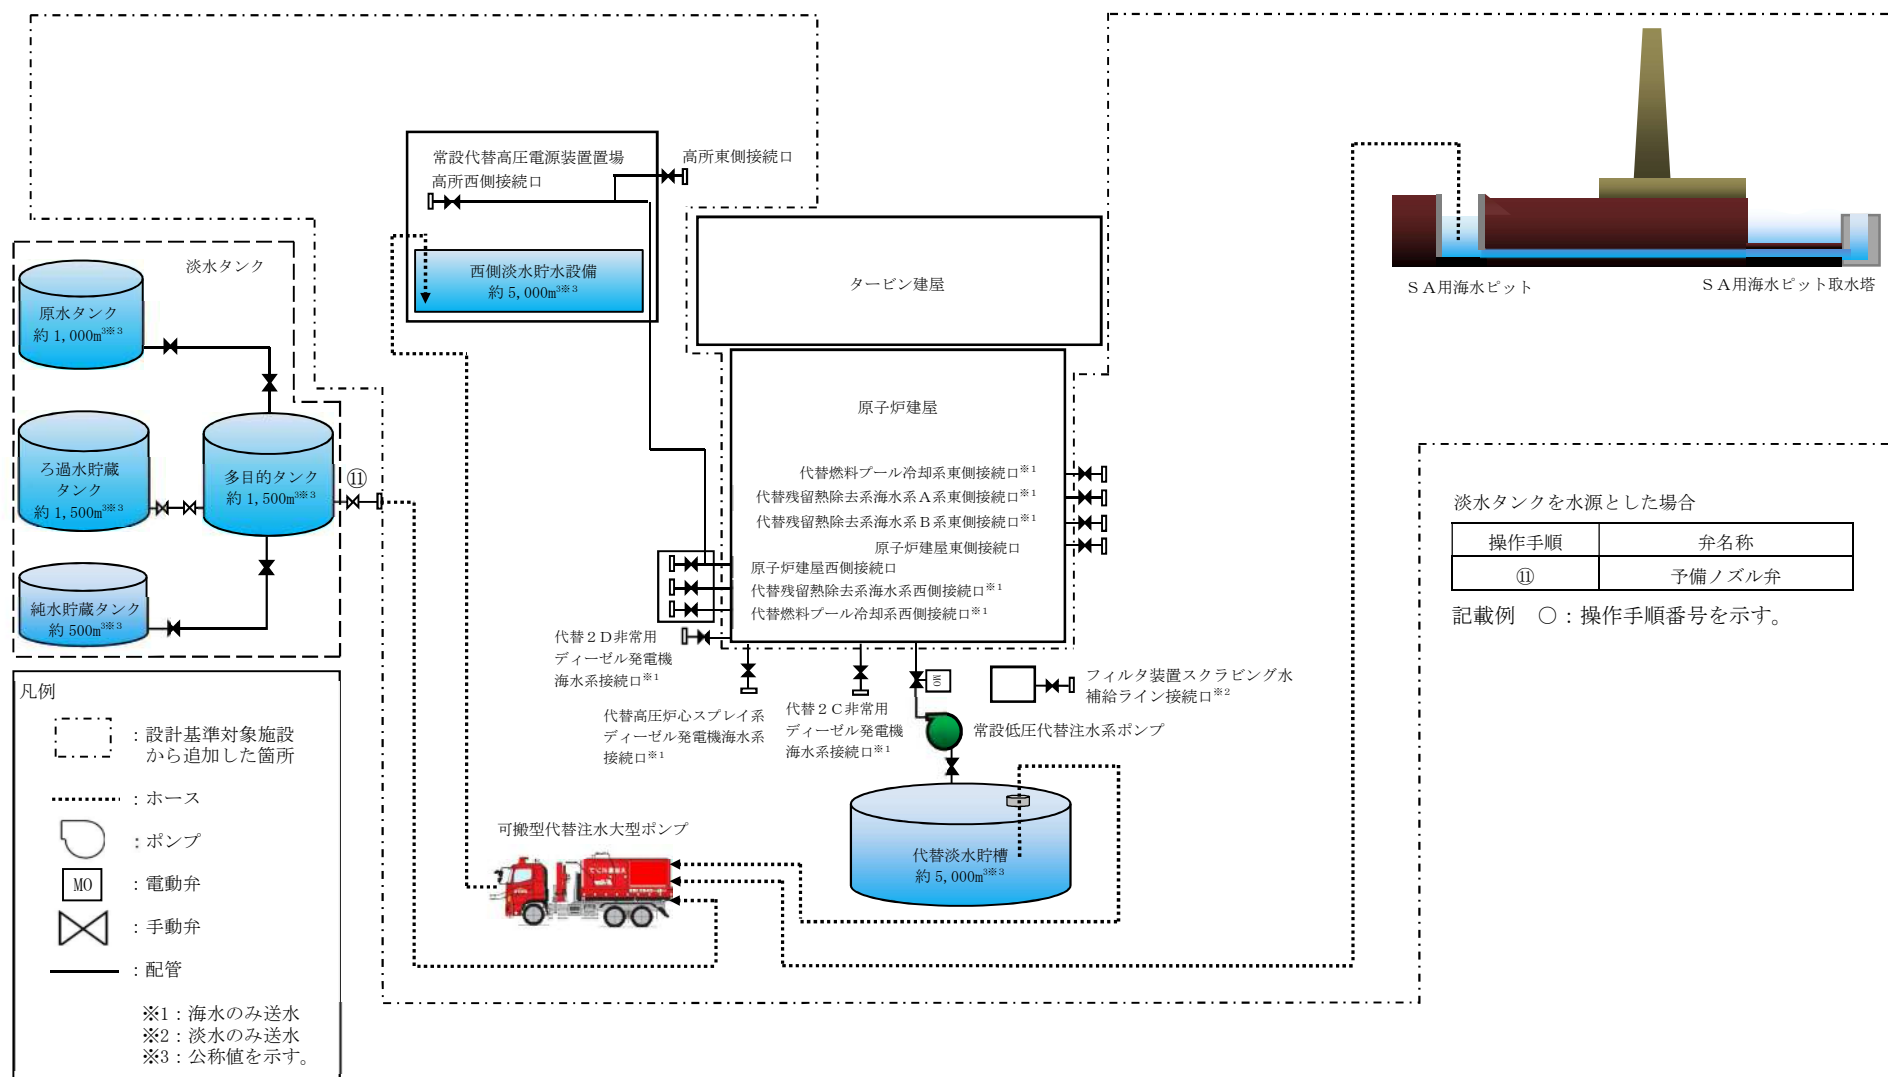 常設代替高圧電源装置置場
高所西側接続口
高所東側接続口
淡水タンク
原水タンク
約1,000m³※3
ろ過水貯蔵
タンク
約1,500m³※3
多目的タンク
約1,500m³※3
⑪
純水貯蔵タンク
約500m³※3
西側淡水貯水設備
約5,000m³※3
タービン建屋
原子炉建屋
代替燃料プール冷却系東側接続口※1
代替残留熱除去系海水系A系東側接続口※1
代替残留熱除去系海水系B系東側接続口※1
原子炉建屋東側接続口
原子炉建屋西側接続口
代替残留熱除去系海水系西側接続口※1
代替燃料プール冷却系西側接続口※1
代替2D非常用
ディーゼル発電機
海水系接続口※1
代替高圧炉心スプレイ系
ディーゼル発電機海水系
接続口※1
代替2C非常用
ディーゼル発電機
海水系接続口※1
MO
常設低圧代替注水系ポンプ
フィルタ装置スクラビング水
補給ライン接続口※2
可搬型代替注水大型ポンプ
代替淡水貯槽
約5,000m³※3
SA用海水ピット
SA用海水ピット取水塔
淡水タンクを水源とした場合
操作手順 弁名称
⑪ 予備ノズル弁
記載例 ○:操作手順番号を示す。
凡例
:設計基準対象施設
から追加した箇所
:ホース
:ポンプ
MO :電動弁
:手動弁
:配管
※1:海水のみ送水
※2:淡水のみ送水
※3:公称値を示す。